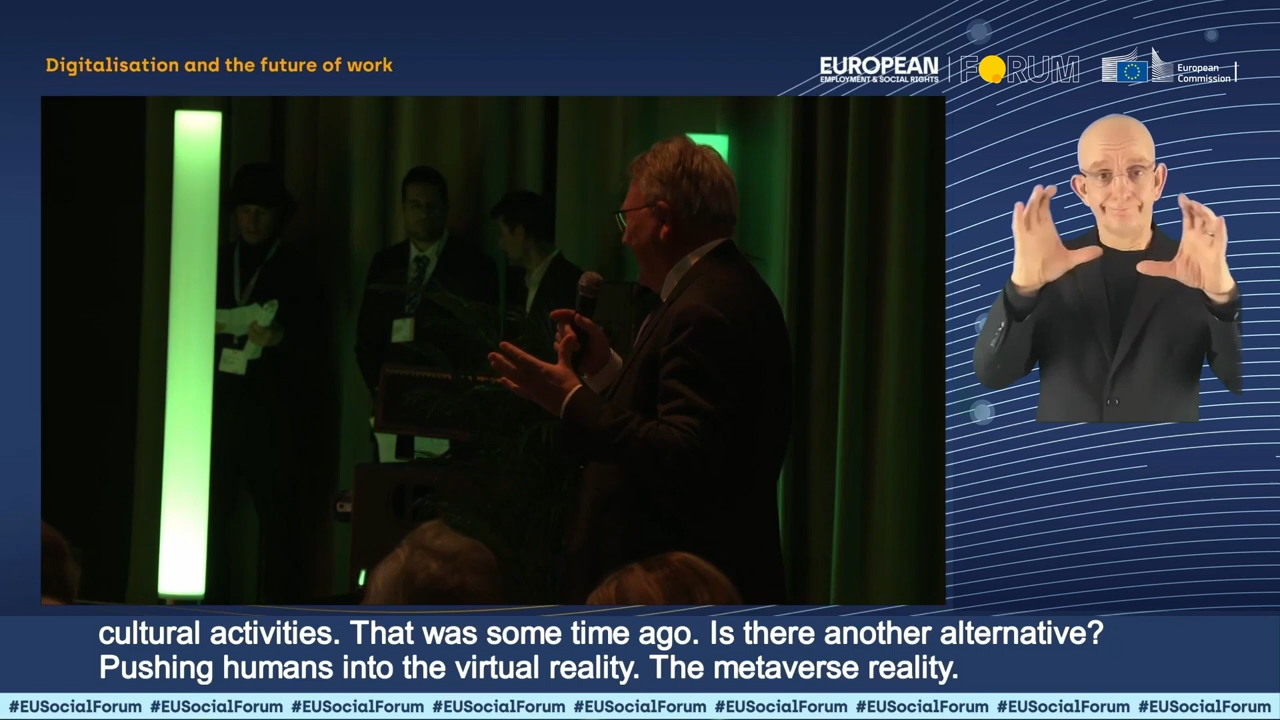 Digitalisation and the future of work
EUROPEAN
EMPLOYMENT & SOCIAL RIGHTS
FORUM
European
Commission
cultural activities. That was some time ago. Is there another alternative?
Pushing humans into the virtual reality. The metaverse reality.
#EUSocialForum #EUSocialForum #EUSocialForum #EUSocialForum #EUSocialForum #EUSocialForum #EUSocialForum #EUSocialForum #EUSocialForum